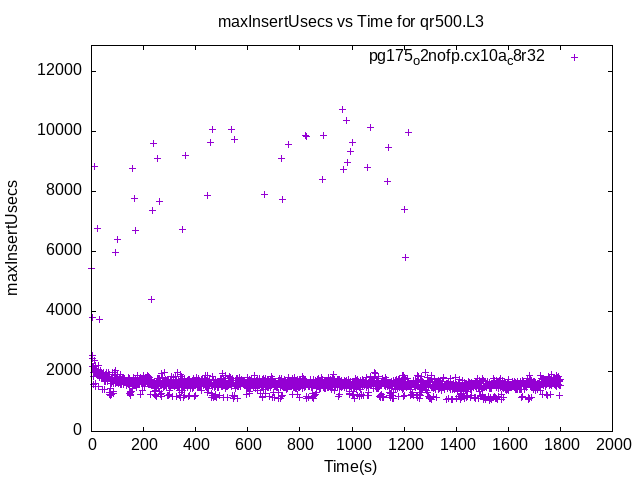 maxInsertUsecs vs Time for qr500.L3
pg175o2nofp.cx10ac8r32
12000
10000
8000
6000
4000
2000
0
maxInsertUsecs
0 200 400 600 800 1000 1200 1400 1600 1800 2000
Time(s)